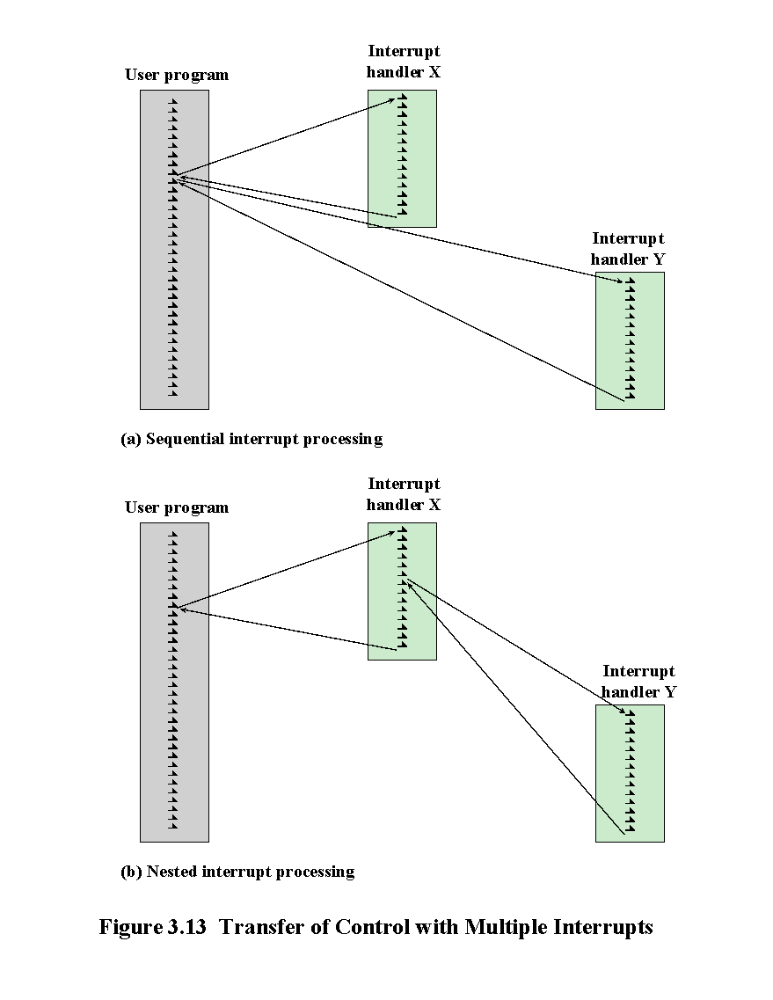 Interrupt
handler X
User program
Interrupt
handler Y
(a) Sequential interrupt processing
Interrupt
handler X
User program
Interrupt
handler Y
(b) Nested interrupt processing
Figure 3.13 Transfer of Control with Multiple Interrupts